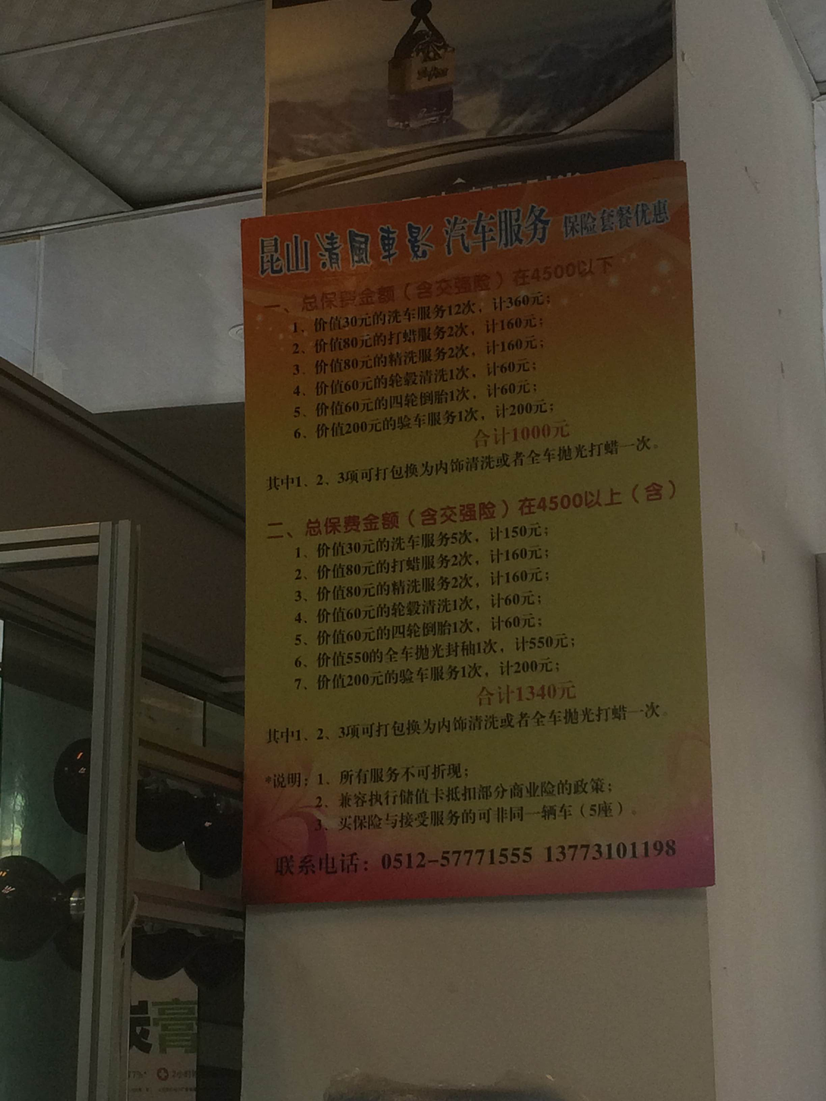 昆山 清風車影 汽车服务 保险套餐优惠
一、总保费金额（含交强险）在4500以下
1、价值30元的洗车服务12次，计360元；
2、价值80元的打蜡服务2次，计160元；
3、价值80元的精洗服务2次，计160元；
4、价值60元的轮毂清洗1次，计60元；
5、价值60元的四轮倒胎1次，计60元；
6、价值200元的验车服务1次，计200元；
合计1000元
其中1、2、3项可打包换为内饰清洗或者全车抛光打蜡一次。
二、总保费金额（含交强险）在4500以上（含）
1、价值30元的洗车服务5次，计150元；
2、价值80元的打蜡服务2次，计160元；
3、价值80元的精洗服务2次，计160元；
4、价值60元的轮毂清洗1次，计60元；
5、价值60元的四轮倒胎1次，计60元；
6、价值550的全车抛光封釉1次，计550元；
7、价值200元的验车服务1次，计200元；
合计1340元
其中1、2、3项可打包换为内饰清洗或者全车抛光打蜡一次。
*说明：1、所有服务不可折现；
2、兼容执行储值卡抵扣部分商业险的政策；
3、买保险与接受服务的可非同一辆车（5座）。
联系电话：0512-57771555 13773101198
膏